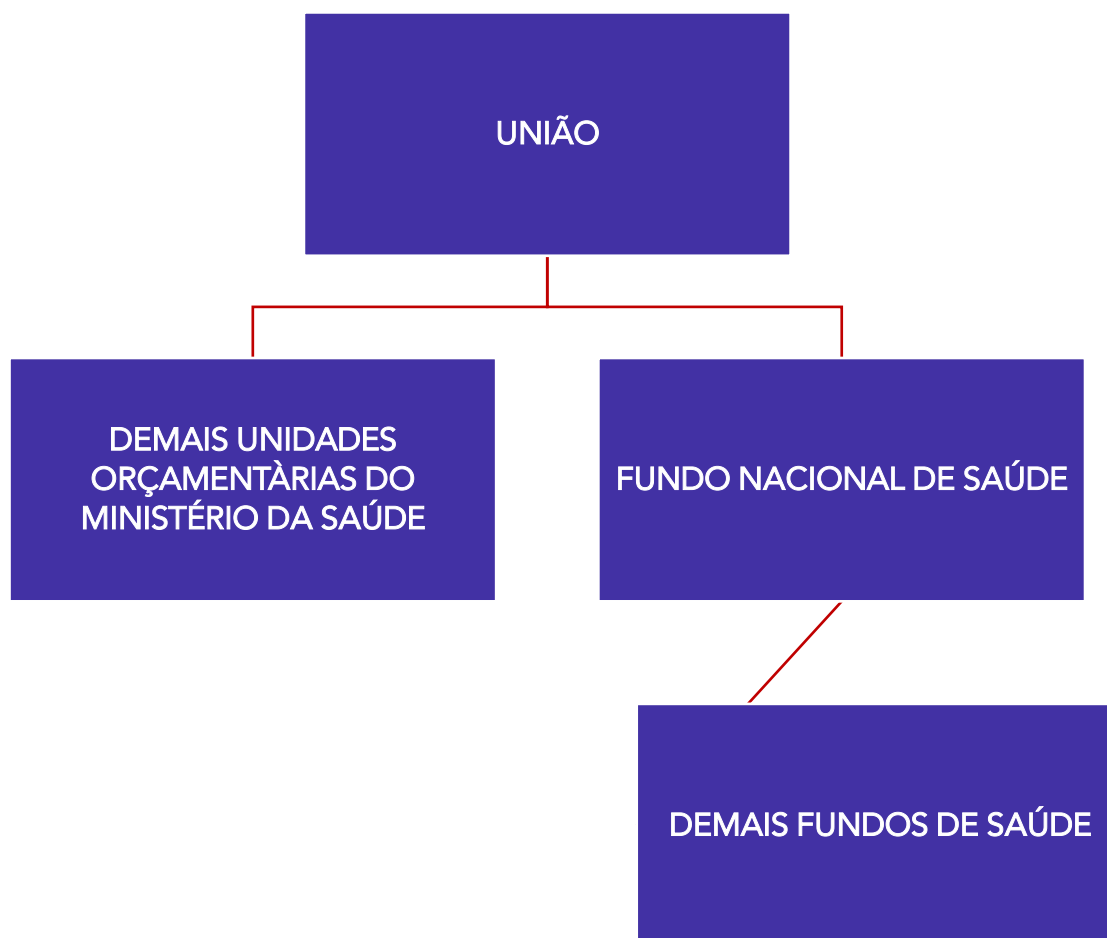 UNIÃO
DEMAIS UNIDADES
ORÇAMENTÀRIAS DO
MINISTÉRIO DA SAÚDE
FUNDO NACIONAL DE SAÚDE
DEMAIS FUNDOS DE SAÚDE